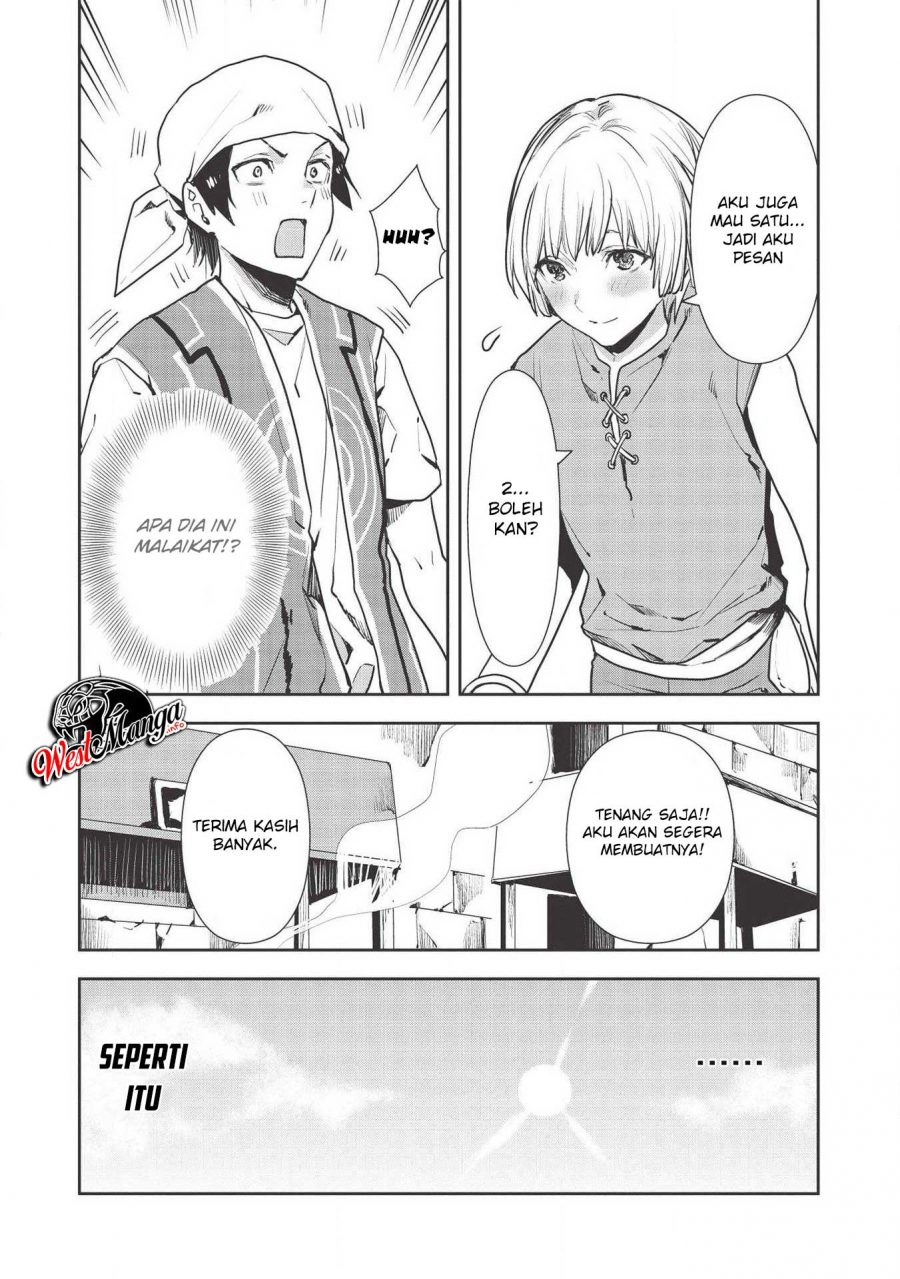 AKU JUGA
MAU SATU...
JADI AKU
PESAN
2...
BOLEH
KAN?
HUH?
APA DIA INI
MALAIKAT!?
WestManga
.info
TENANG SAJA!!
AKU AKAN SEGERA
MEMBUATNYA!
TERIMA KASIH
BANYAK.
......
SEPERTI
ITU